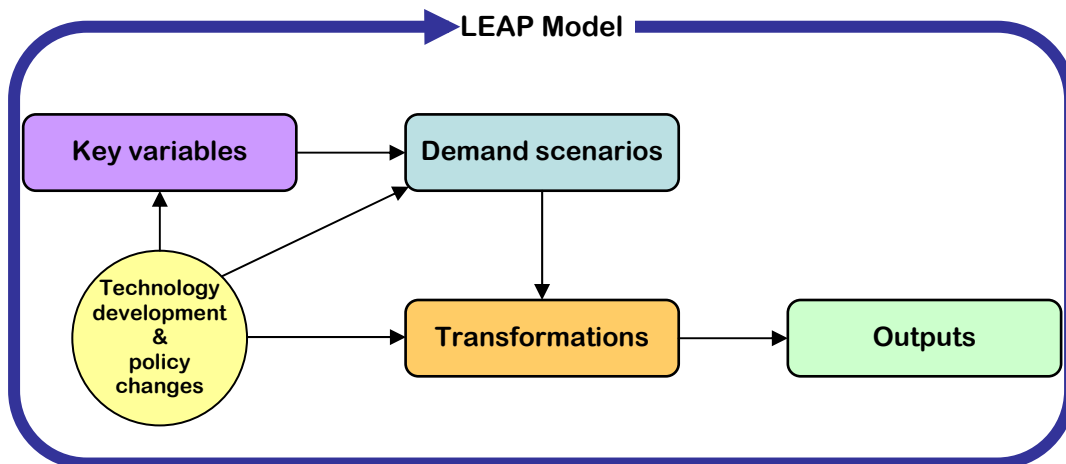 LEAP Model
Key variables
Demand scenarios
Technology
development
&
policy
changes
Transformations
Outputs